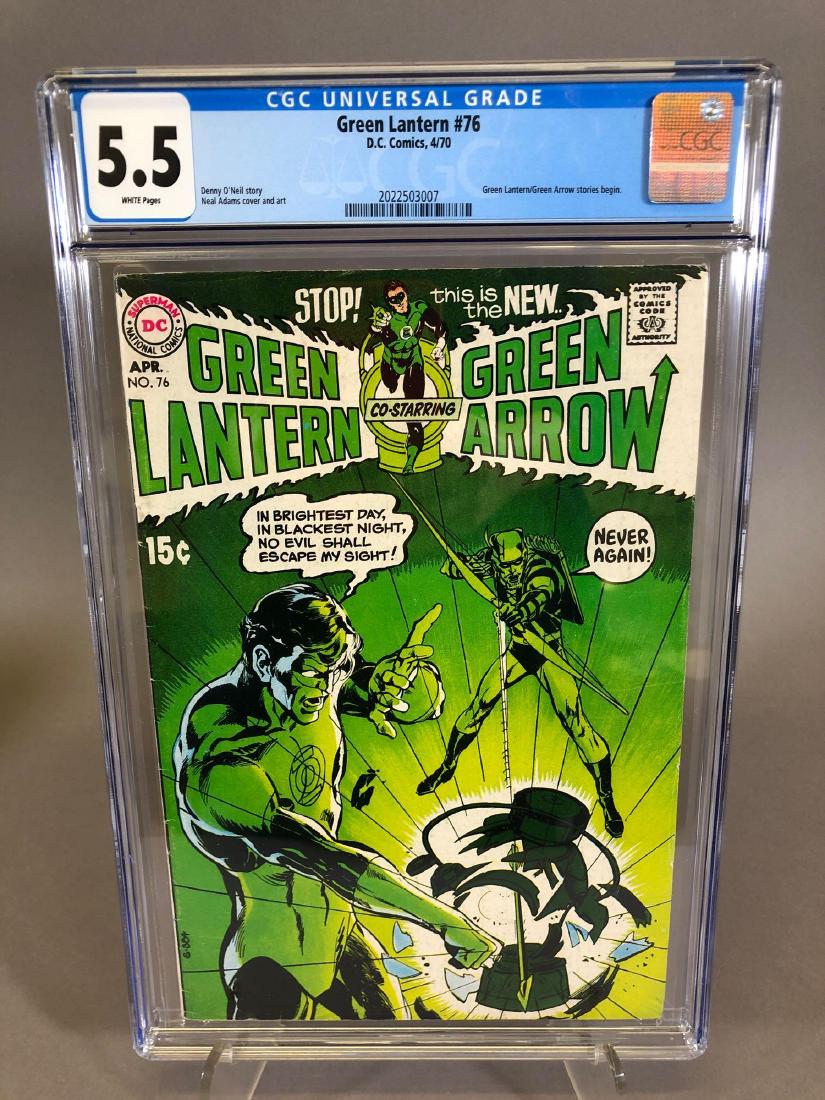 CGC UNIVERSAL GRADE
5.5
WHITE Pages
Green Lantern #76
D.C. Comics, 4/70
CGC
Denny O'Neil story
Neal Adams cover and art
Green Lantern/Green Arrow stories begin.
2022503007
CGC
STOP! this is the NEW..
SUPERMAN
DC
NATIONAL COMICS
APPROVED
BY THE
COMICS
CODE
CA
AUTHORITY
APR.
NO. 76
GREEN LANTERN
CO-STARRING
GREEN ARROW
15¢
IN BRIGHTEST DAY,
IN BLACKEST NIGHT,
NO EVIL SHALL
ESCAPE MY SIGHT!
NEVER
AGAIN!
G-354